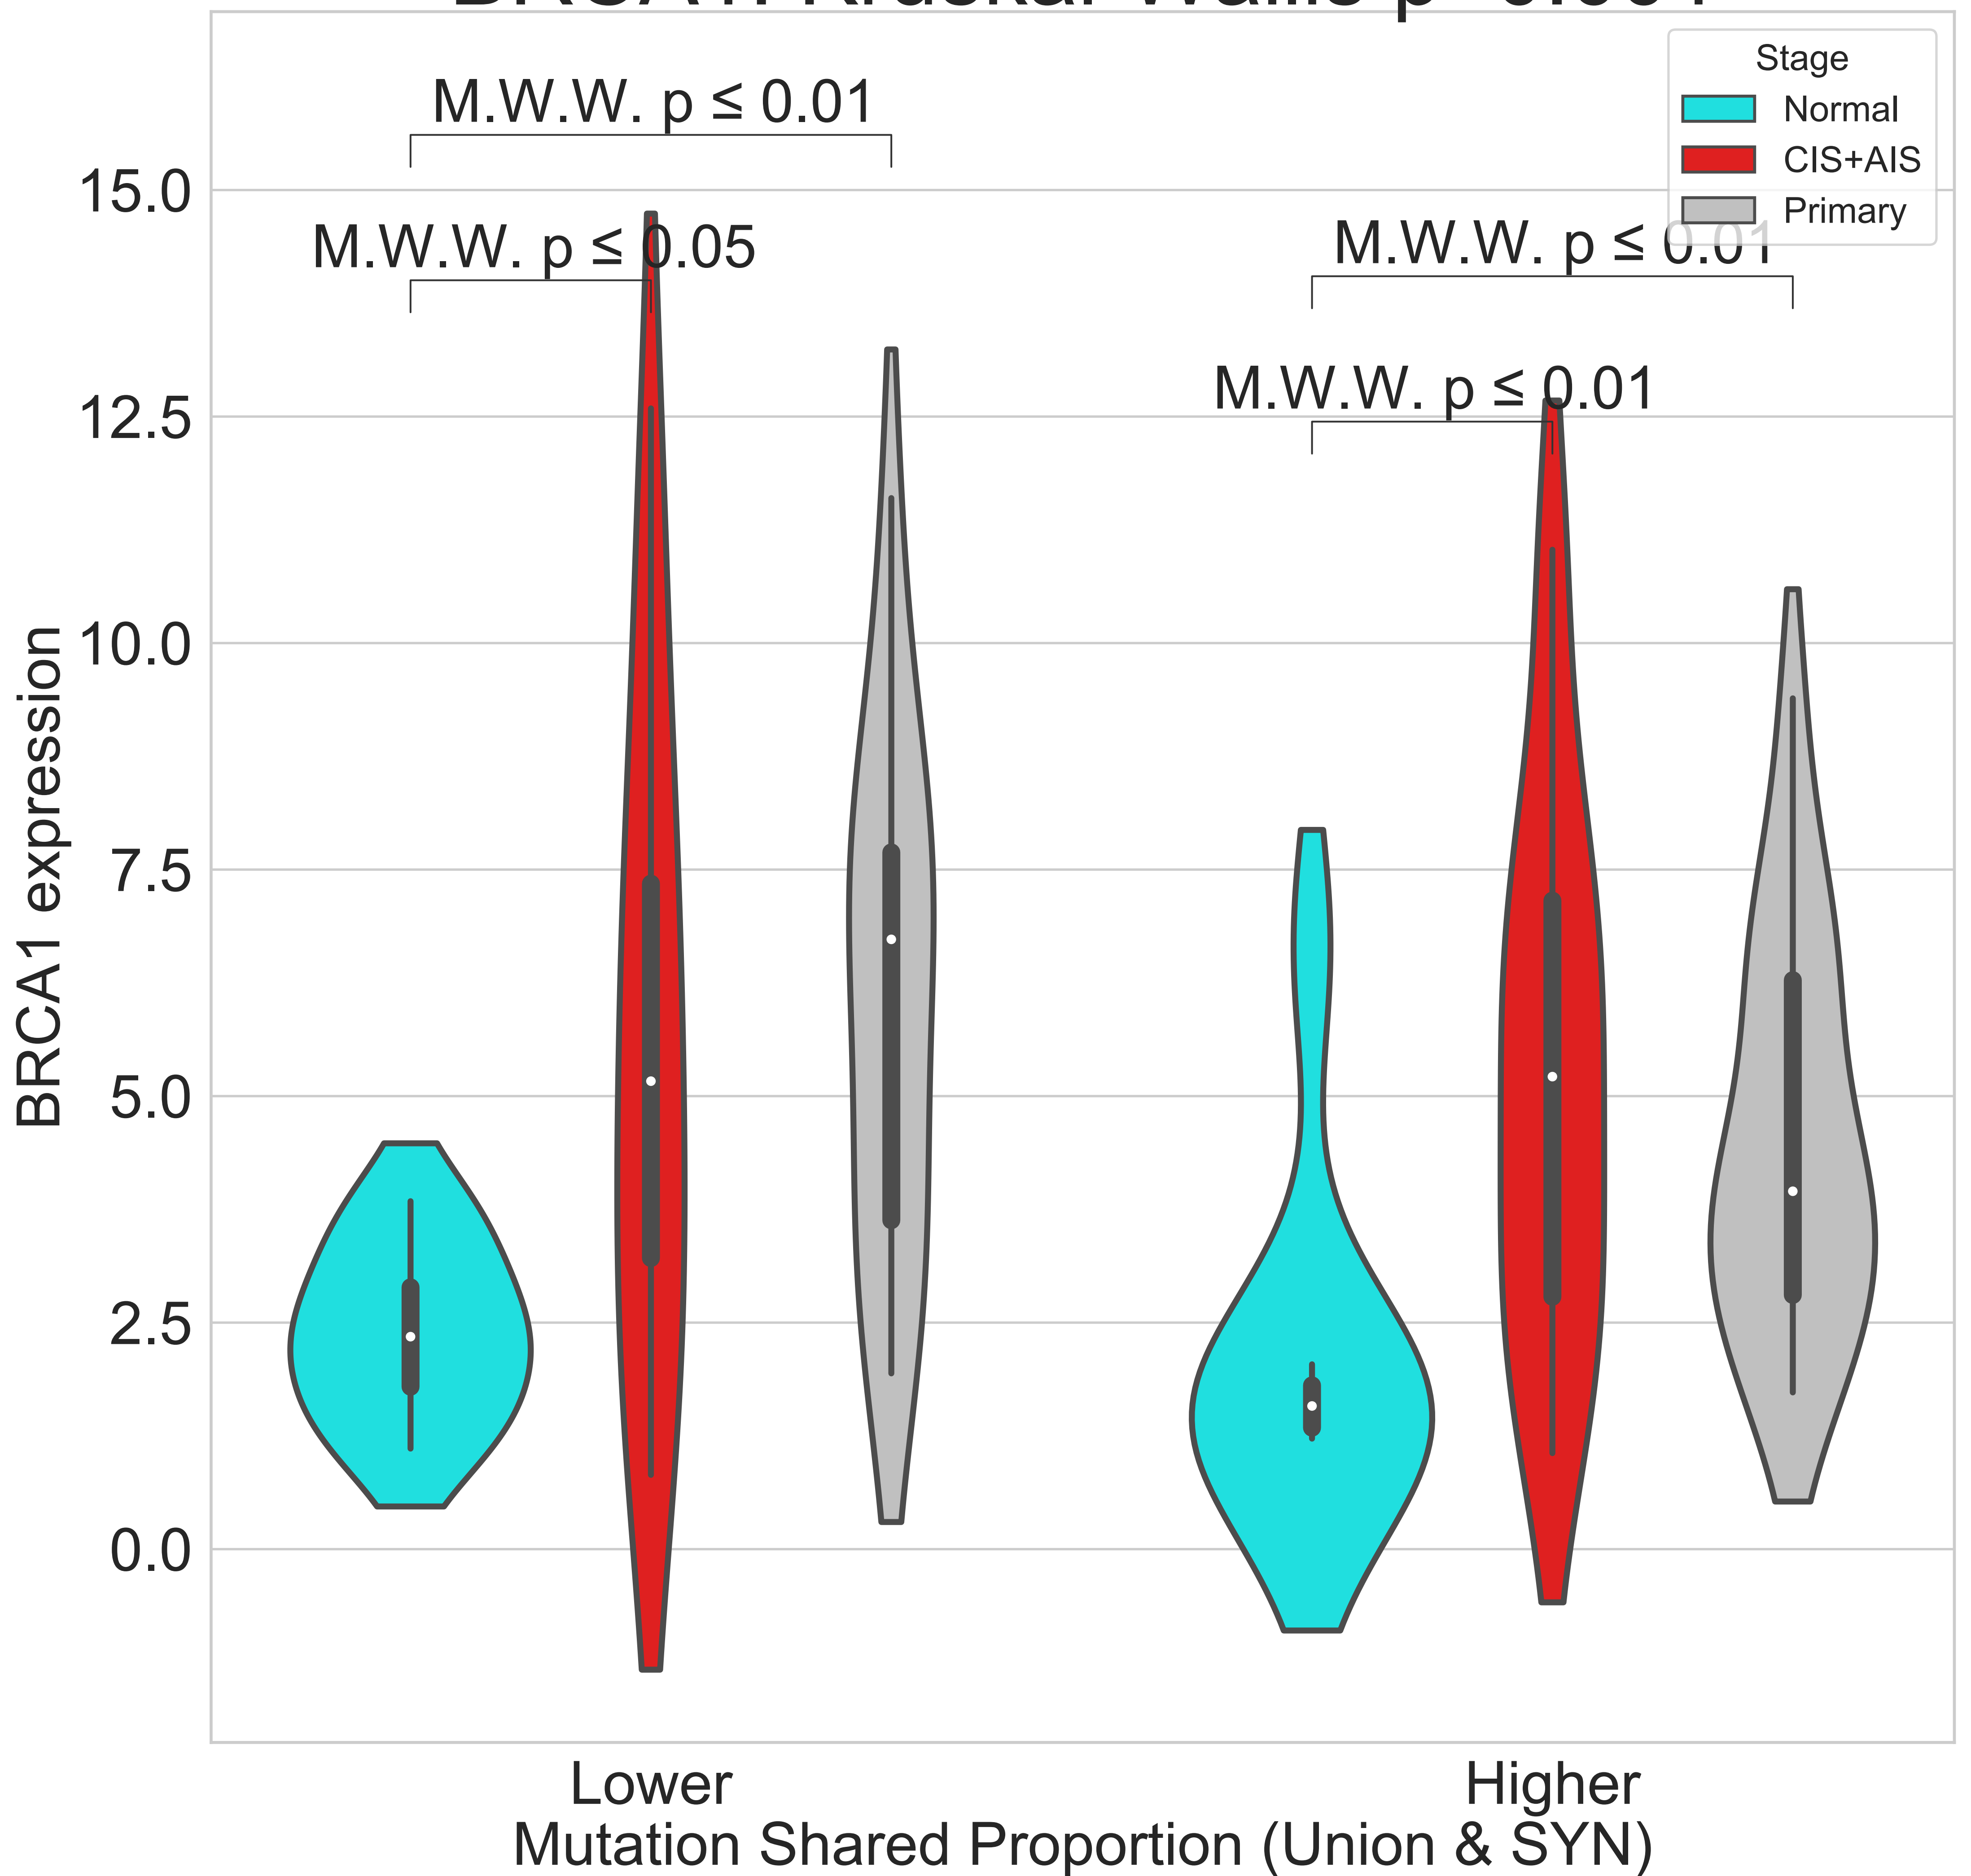 Stage
Normal
CIS+AIS
Primary
M.W.W. p ≤ 0.01
M.W.W. p ≤ 0.05
M.W.W. p ≤ 0.01
M.W.W. p ≤ 0.01
15.0
12.5
10.0
7.5
5.0
2.5
0.0
BRCA1 expression
Lower
Higher
Mutation Shared Proportion (Union & SYN)